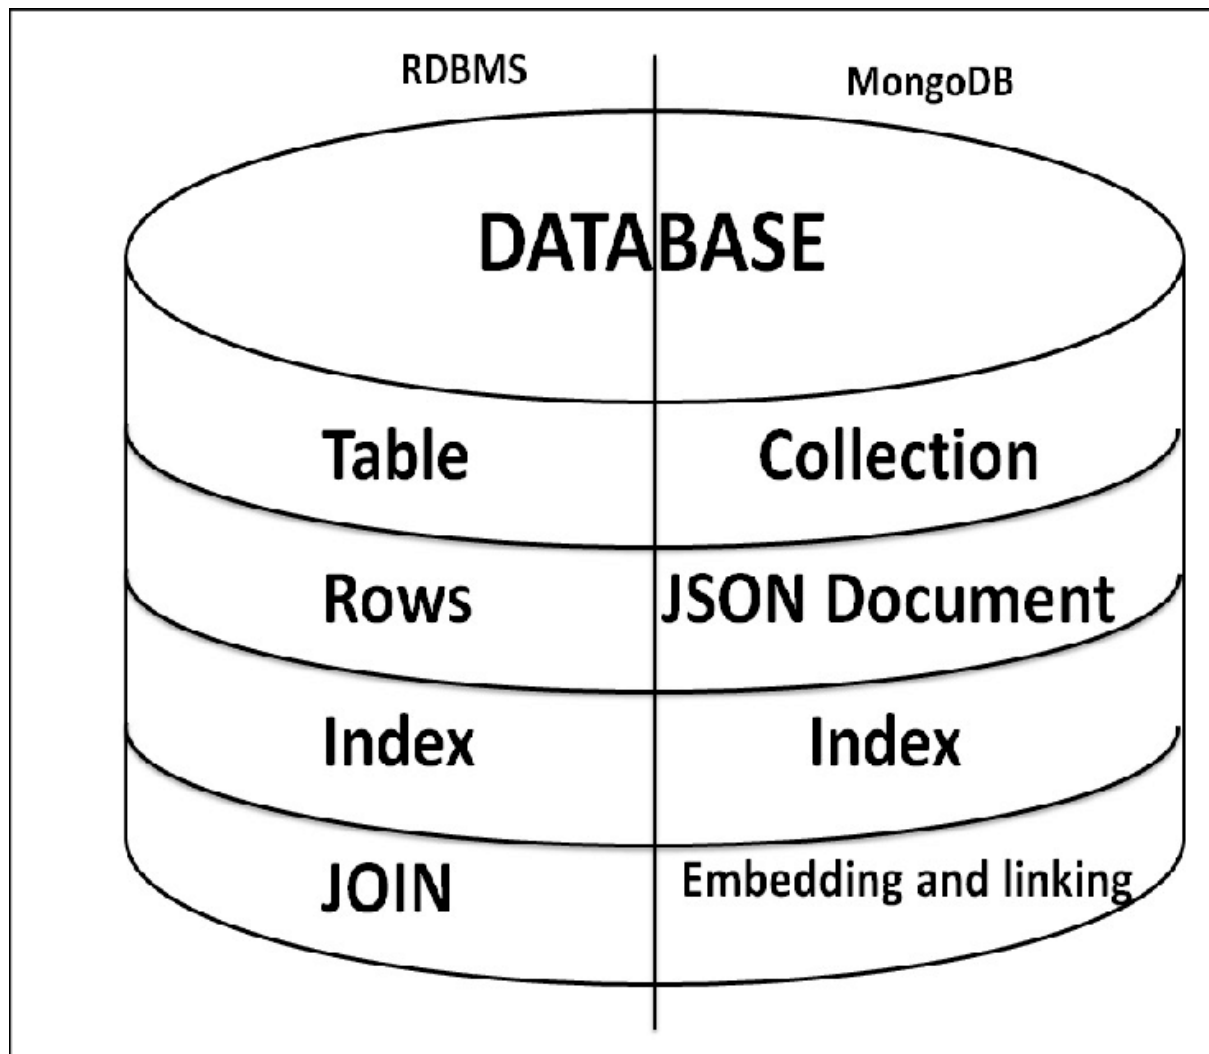 RDBMS
MongoDB
DATABASE
Table
Collection
Rows
JSON Document
Index
Index
JOIN
Embedding and linking